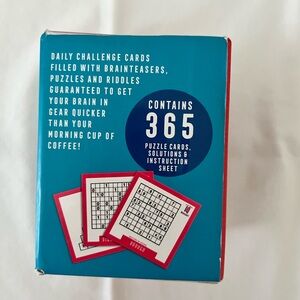 DAILY CHALLENGE CARDS
FILLED WITH BRAINTEASERS,
PUZZLES AND RIDDLES
GUARANTEED TO GET
YOUR BRAIN IN
GEAR QUICKER
THAN YOUR
MORNING CUP OF
COFFEE!
CONTAINS
365
PUZZLE CARDS,
SOLUTIONS &
INSTRUCTION
SHEET
SUDOKU